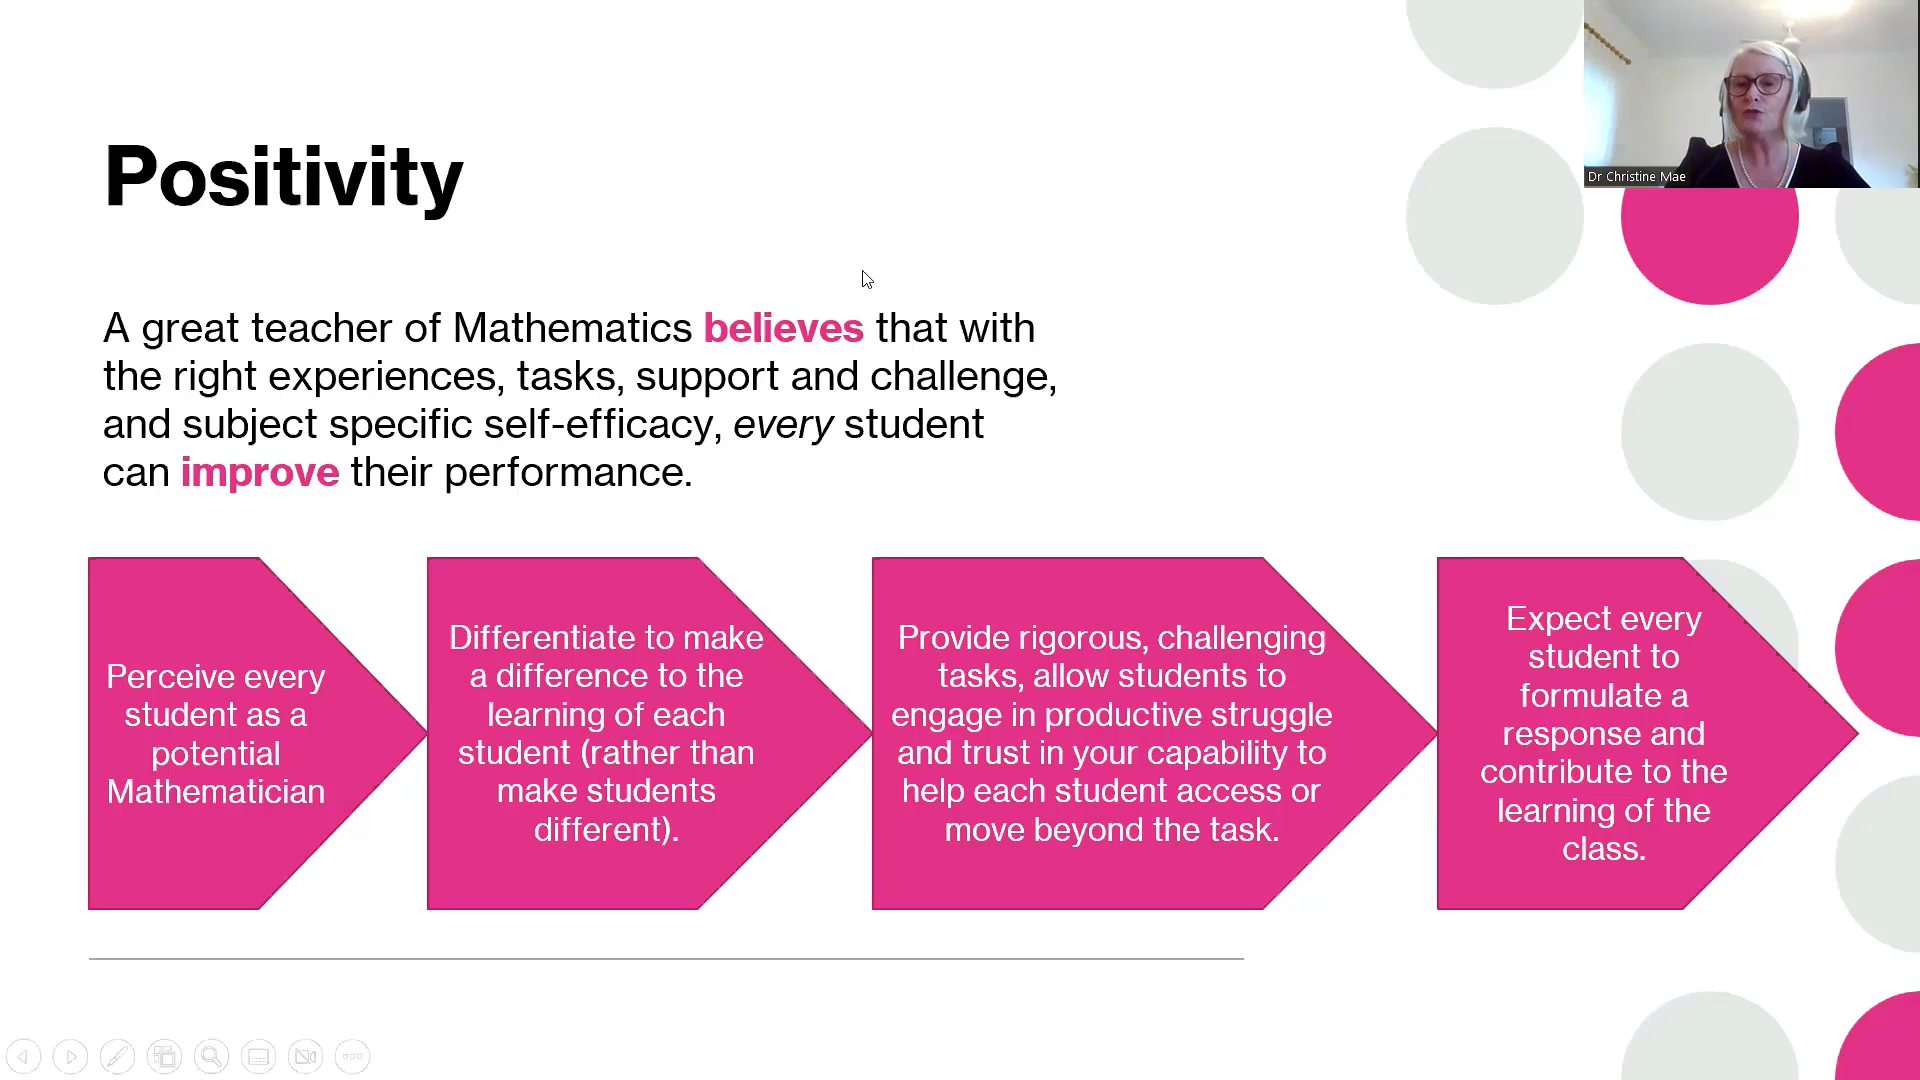 Dr Christine Mae
Positivity
A great teacher of Mathematics believes that with
the right experiences, tasks, support and challenge,
and subject specific self-efficacy, every student
can improve their performance.
Perceive every
student as a
potential
Mathematician
Differentiate to make
a difference to the
learning of each
student (rather than
make students
different).
Provide rigorous, challenging
tasks, allow students to
engage in productive struggle
and trust in your capability to
help each student access or
move beyond the task.
Expect every
student to
formulate a
response and
contribute to the
learning of the
class.